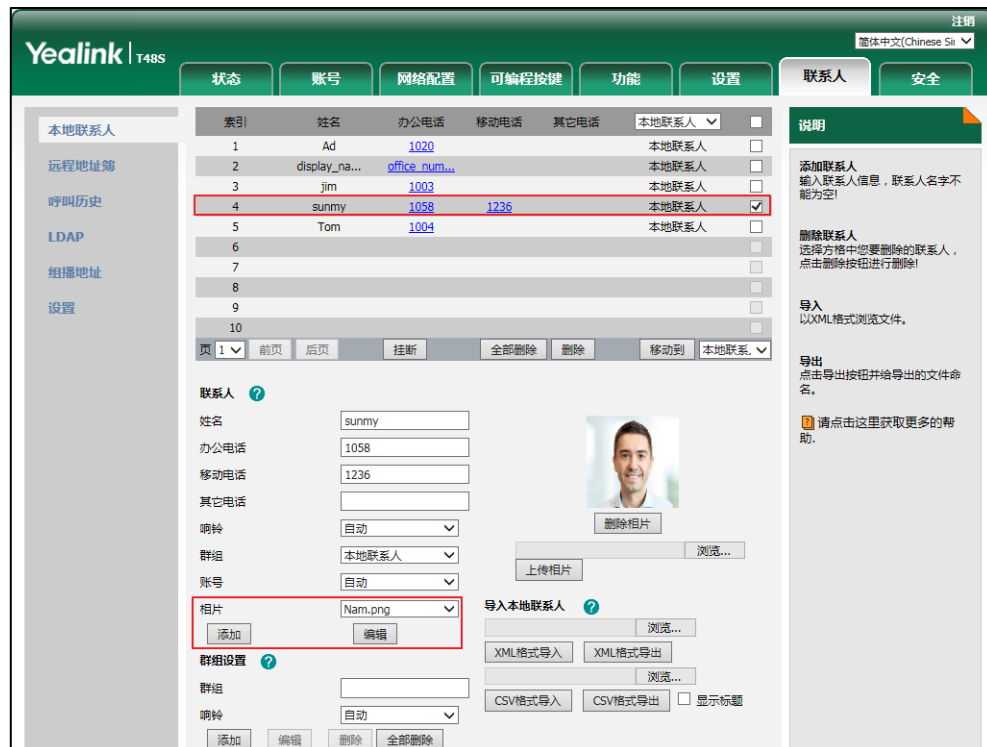 注销
Yealink | T48S
简体中文(Chinese Si
状态 账号 网络配置 可编程按键 功能 设置 联系人 安全
本地联系人
远程地址簿
呼叫历史
LDAP
组播地址
设置
索引 姓名 办公电话 移动电话 其它电话 本地联系人
1 Ad 1020 本地联系人
2 display_na... office_num... 本地联系人
3 jim 1003 本地联系人
4 sunmy 1058 1236 本地联系人
5 Tom 1004 本地联系人
6
7
8
9
10
页 1 前页 后页 挂断 全部删除 删除 移动到 本地联系,
联系人 ?
姓名 sunmy
办公电话 1058
移动电话 1236
其它电话
响铃 自动
群组 本地联系人
账号 自动
相片 Nam.png
添加 编辑
群组设置 ?
群组
响铃 自动
添加 编辑 删除 全部删除
删除相片
浏览...
上传相片
导入本地联系人 ?
浏览...
XML格式导入 XML格式导出
浏览...
CSV格式导入 CSV格式导出 显示标题
说明
添加联系人
输入联系人信息，联系人名字不
能为空!
删除联系人
选择方格中您要删除的联系人，
点击删除按钮进行删除!
导入
以XML格式浏览文件。
导出
点击导出按钮并给导出的文件命
名。
? 请点击这里获取更多的帮
助.